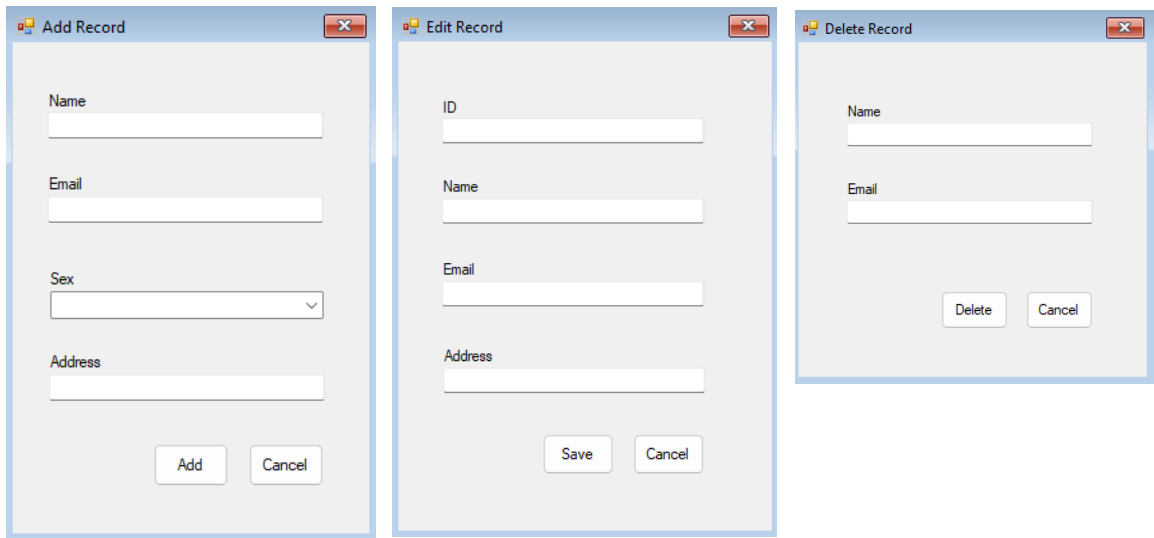 Add Record
Name
Email
Sex
Address
Add Cancel
Edit Record
ID
Name
Email
Address
Save Cancel
Delete Record
Name
Email
Delete Cancel